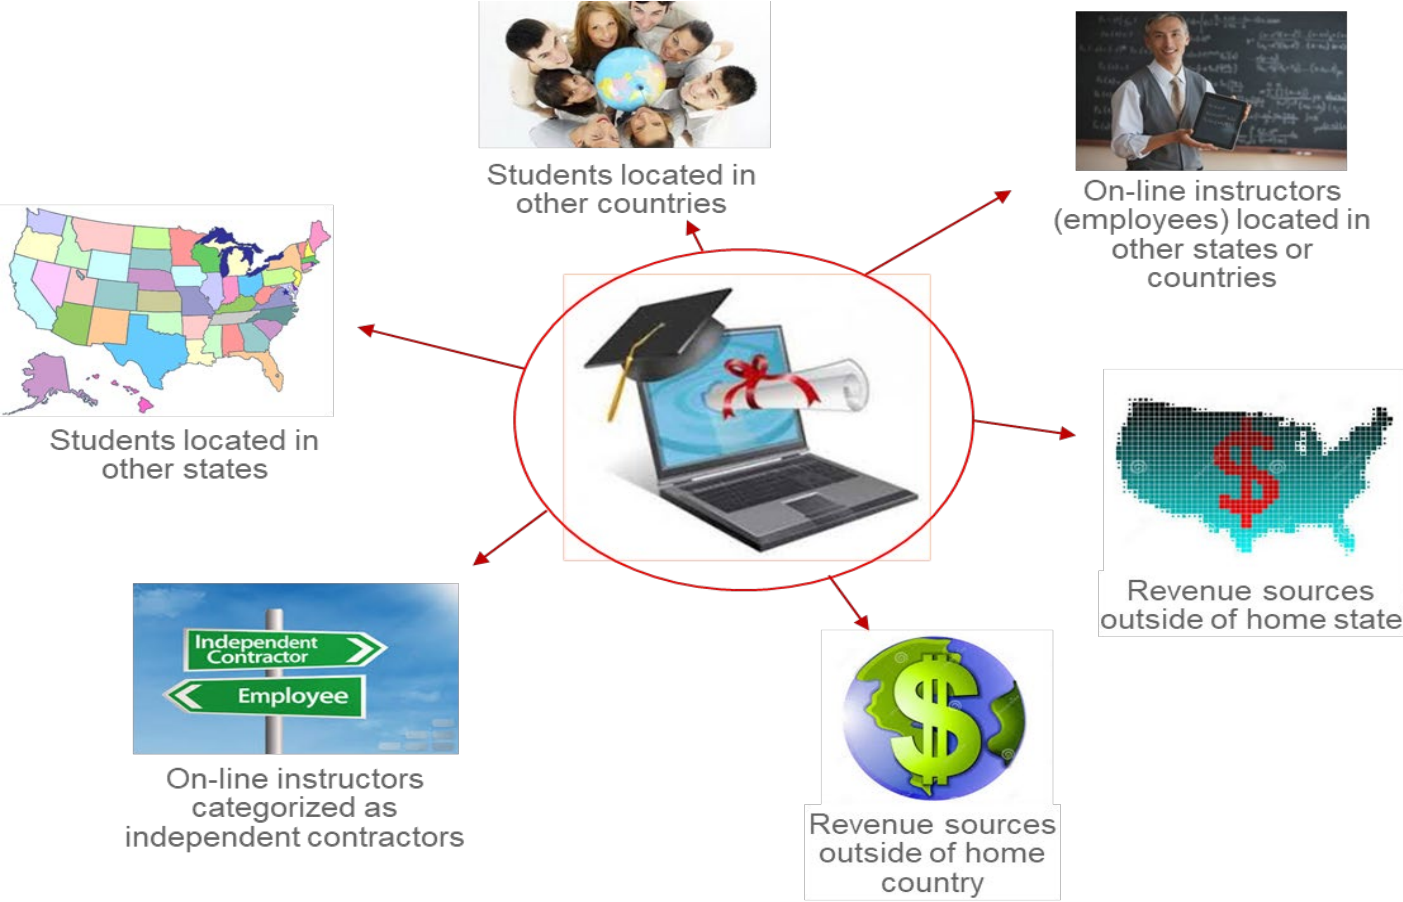 Students located in
other countries
On-line instructors
(employees) located in
other states or
countries
Students located in
other states
Revenue sources
outside of home state
Independent
Contractor
Employee
On-line instructors
categorized as
independent contractors
Revenue sources
outside of home
country